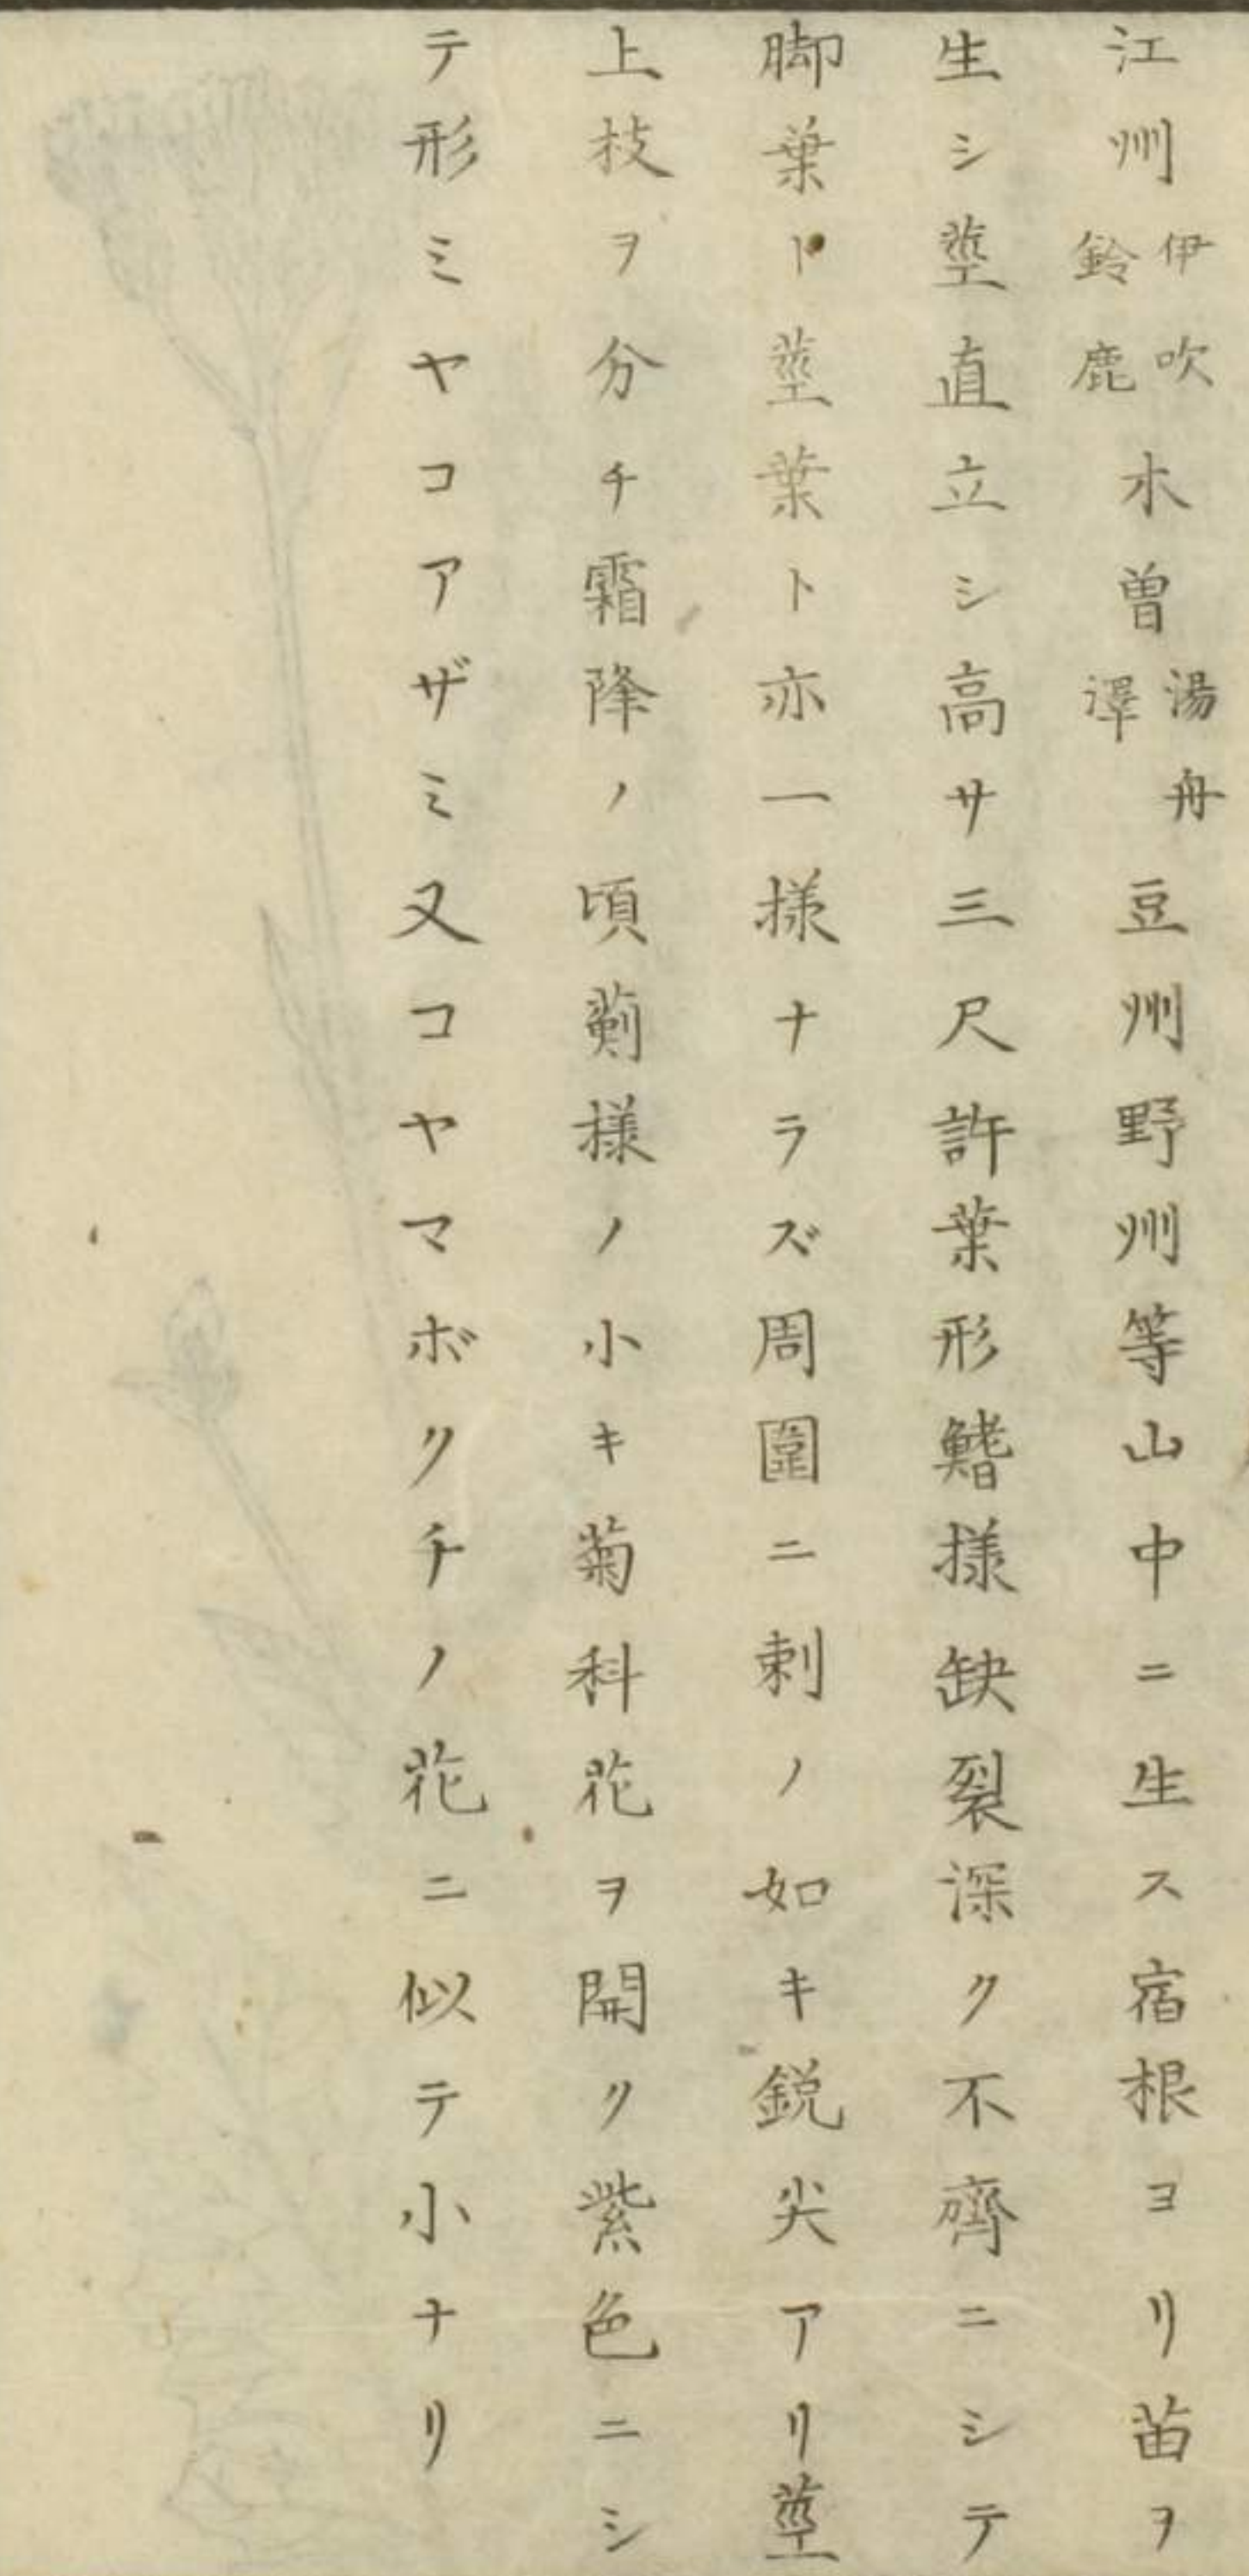 江州伊吹鈴鹿木曽湯舟澤豆州野州等山中ニ生ス宿根ヨリ苗ヲ
生シ莖直立シ高サ三尺許葉形鰭様缺裂深ク不齊ニシテ
脚葉ト莖葉ト亦一様ナラズ周圍ニ刺ノ如キ鋭尖アリ莖
上枝ヲ分チ霜降ノ頃薊様ノ小キ菊科花ヲ開ク紫色ニシ
テ形ミヤコアザミ又コヤマボクチノ花ニ似テ小ナリ